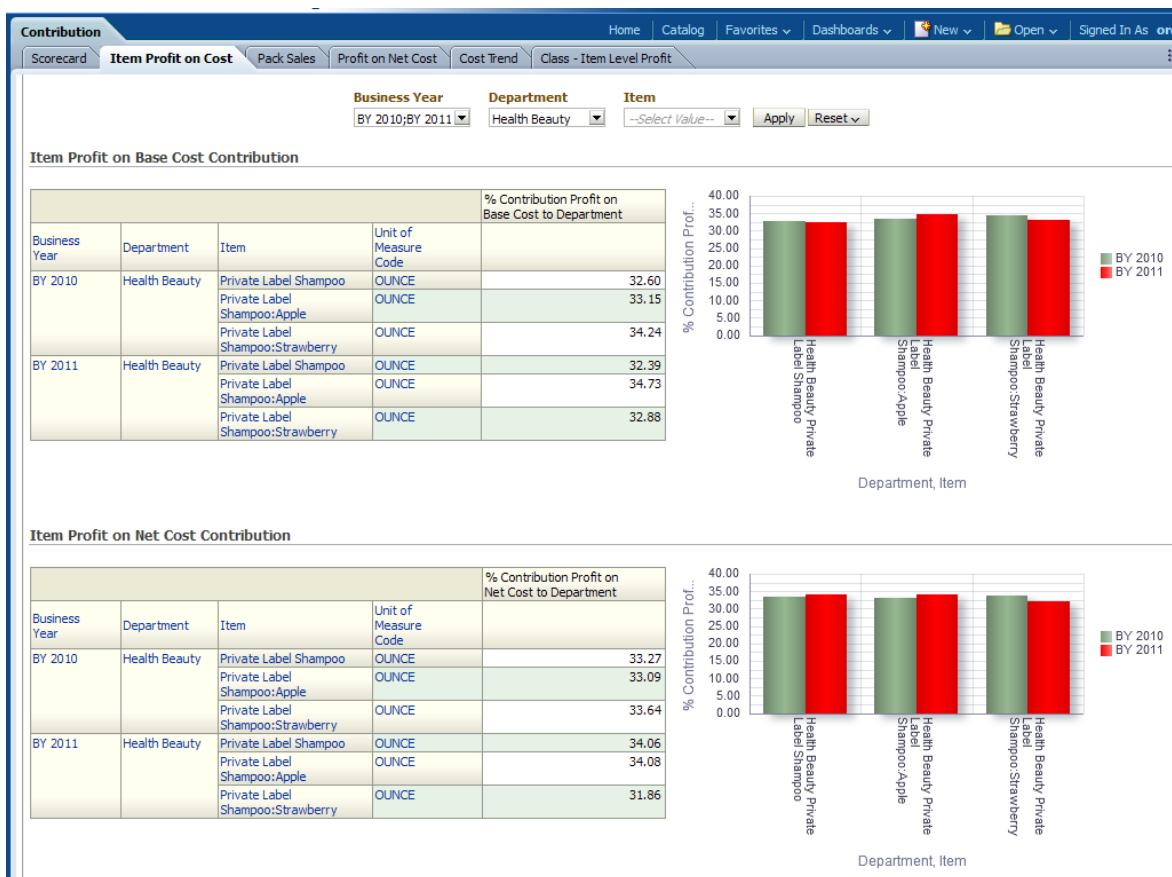 Contribution
Home Catalog Favorites Dashboards New Open Signed In As
Scorecard Item Profit on Cost Pack Sales Profit on Net Cost Cost Trend Class - Item Level Profit
Business Year Department Item
BY 2010;BY 2011 Health Beauty --Select Value-- Apply Reset
Item Profit on Base Cost Contribution
% Contribution Profit on
Base Cost to Department
Business
Year
Department
Item
Unit of
Measure
Code
BY 2010 Health Beauty Private Label Shampoo OUNCE 32.60
Private Label
Shampoo:Apple
OUNCE 33.15
Private Label
Shampoo:Strawberry
OUNCE 34.24
BY 2011 Health Beauty Private Label Shampoo OUNCE 32.39
Private Label
Shampoo:Apple
OUNCE 34.73
Private Label
Shampoo:Strawberry
OUNCE 32.88
% Contribution Prof...
40.00
35.00
30.00
25.00
20.00
15.00
10.00
5.00
0.00
Health Beauty Private
Label Shampoo
Health Beauty Private
Label
Shampoo:Apple
Health Beauty Private
Label
Shampoo:Strawberry
Department, Item
BY 2010
BY 2011
Item Profit on Net Cost Contribution
% Contribution Profit on
Net Cost to Department
Business
Year
Department
Item
Unit of
Measure
Code
BY 2010 Health Beauty Private Label Shampoo OUNCE 33.27
Private Label
Shampoo:Apple
OUNCE 33.09
Private Label
Shampoo:Strawberry
OUNCE 33.64
BY 2011 Health Beauty Private Label Shampoo OUNCE 34.06
Private Label
Shampoo:Apple
OUNCE 34.08
Private Label
Shampoo:Strawberry
OUNCE 31.86
% Contribution Prof...
40.00
35.00
30.00
25.00
20.00
15.00
10.00
5.00
0.00
Health Beauty Private
Label Shampoo
Health Beauty Private
Label
Shampoo:Apple
Health Beauty Private
Label
Shampoo:Strawberry
Department, Item
BY 2010
BY 2011